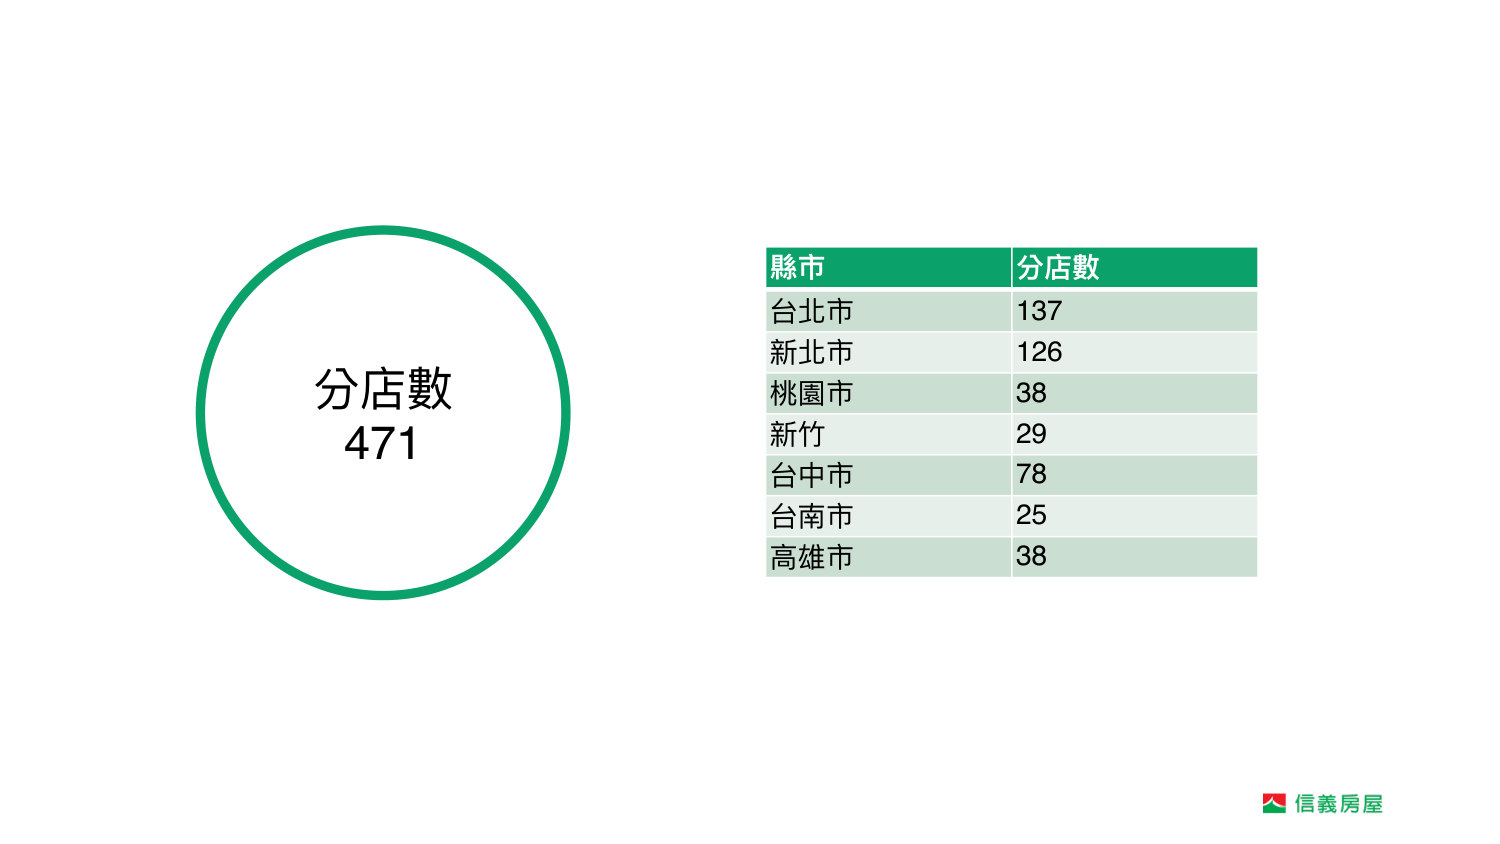 分店數
471
縣市 分店數
台北市 137
新北市 126
桃園市 38
新竹 29
台中市 78
台南市 25
高雄市 38
信義房屋